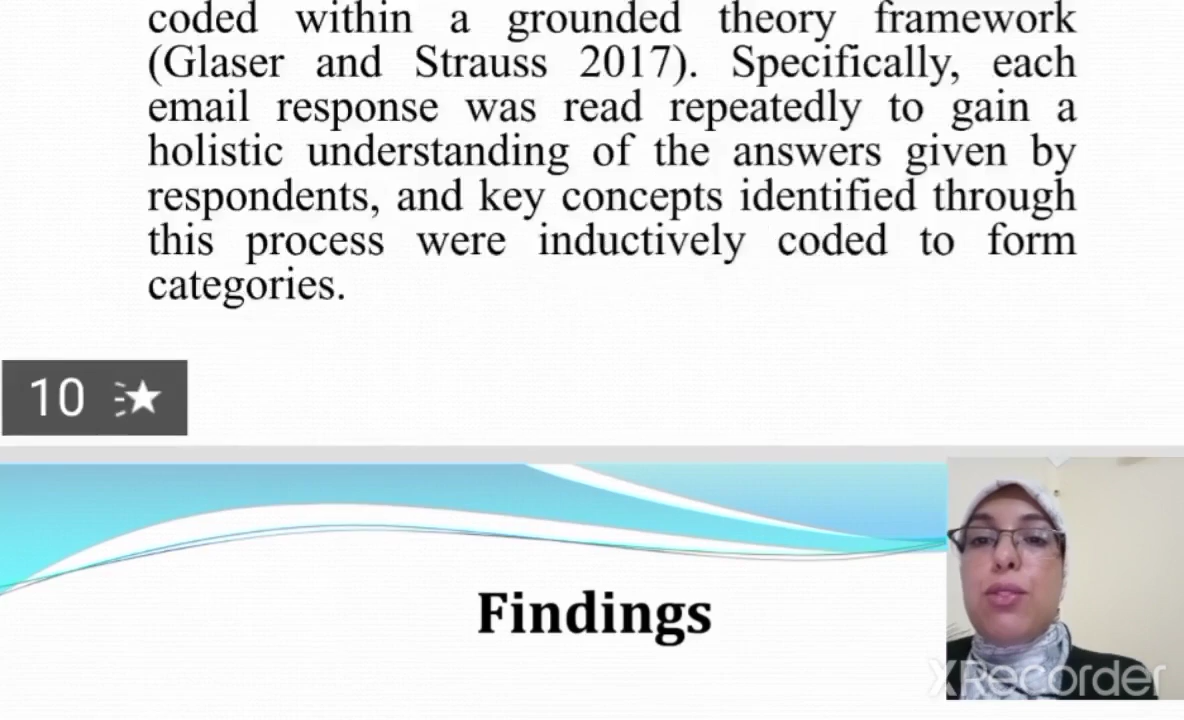 coded within a grounded theory framework
(Glaser and Strauss 2017). Specifically, each
email response was read repeatedly to gain a
holistic understanding of the answers given by
respondents, and key concepts identified through
this process were inductively coded to form
categories.
10
Findings
XRecorder